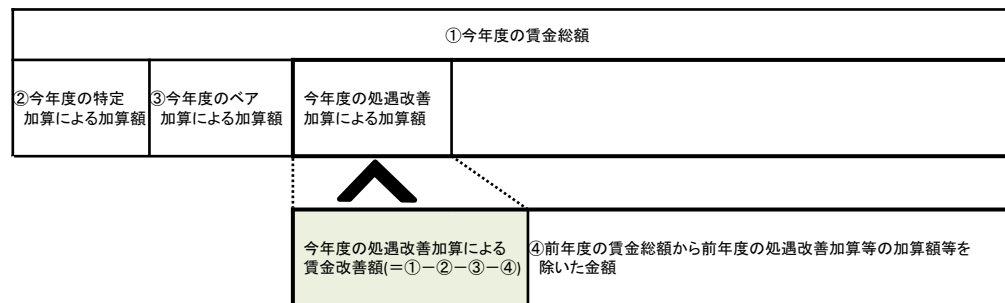 ①今年度の賃金総額
②今年度の特定
加算による加算額
③今年度のベア
加算による加算額
今年度の処遇改善
加算による加算額
今年度の処遇改善加算による
賃金改善額(=①-②-③-④)
④前年度の賃金総額から前年度の処遇改善加算等の加算額等を
除いた金額